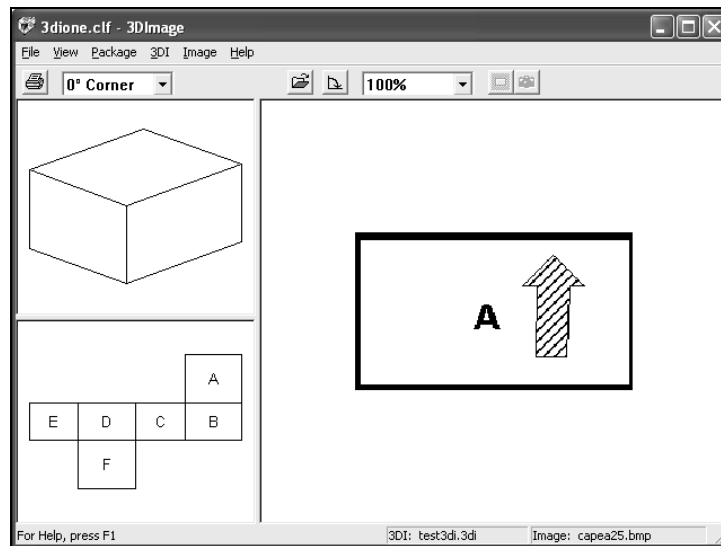 3dione.clf - 3DImage
File View Package 3DI Image Help
0° Corner 100%
A
A
E D C B
F
For Help, press F1 3DI: test3di.3di Image: capea25.bmp